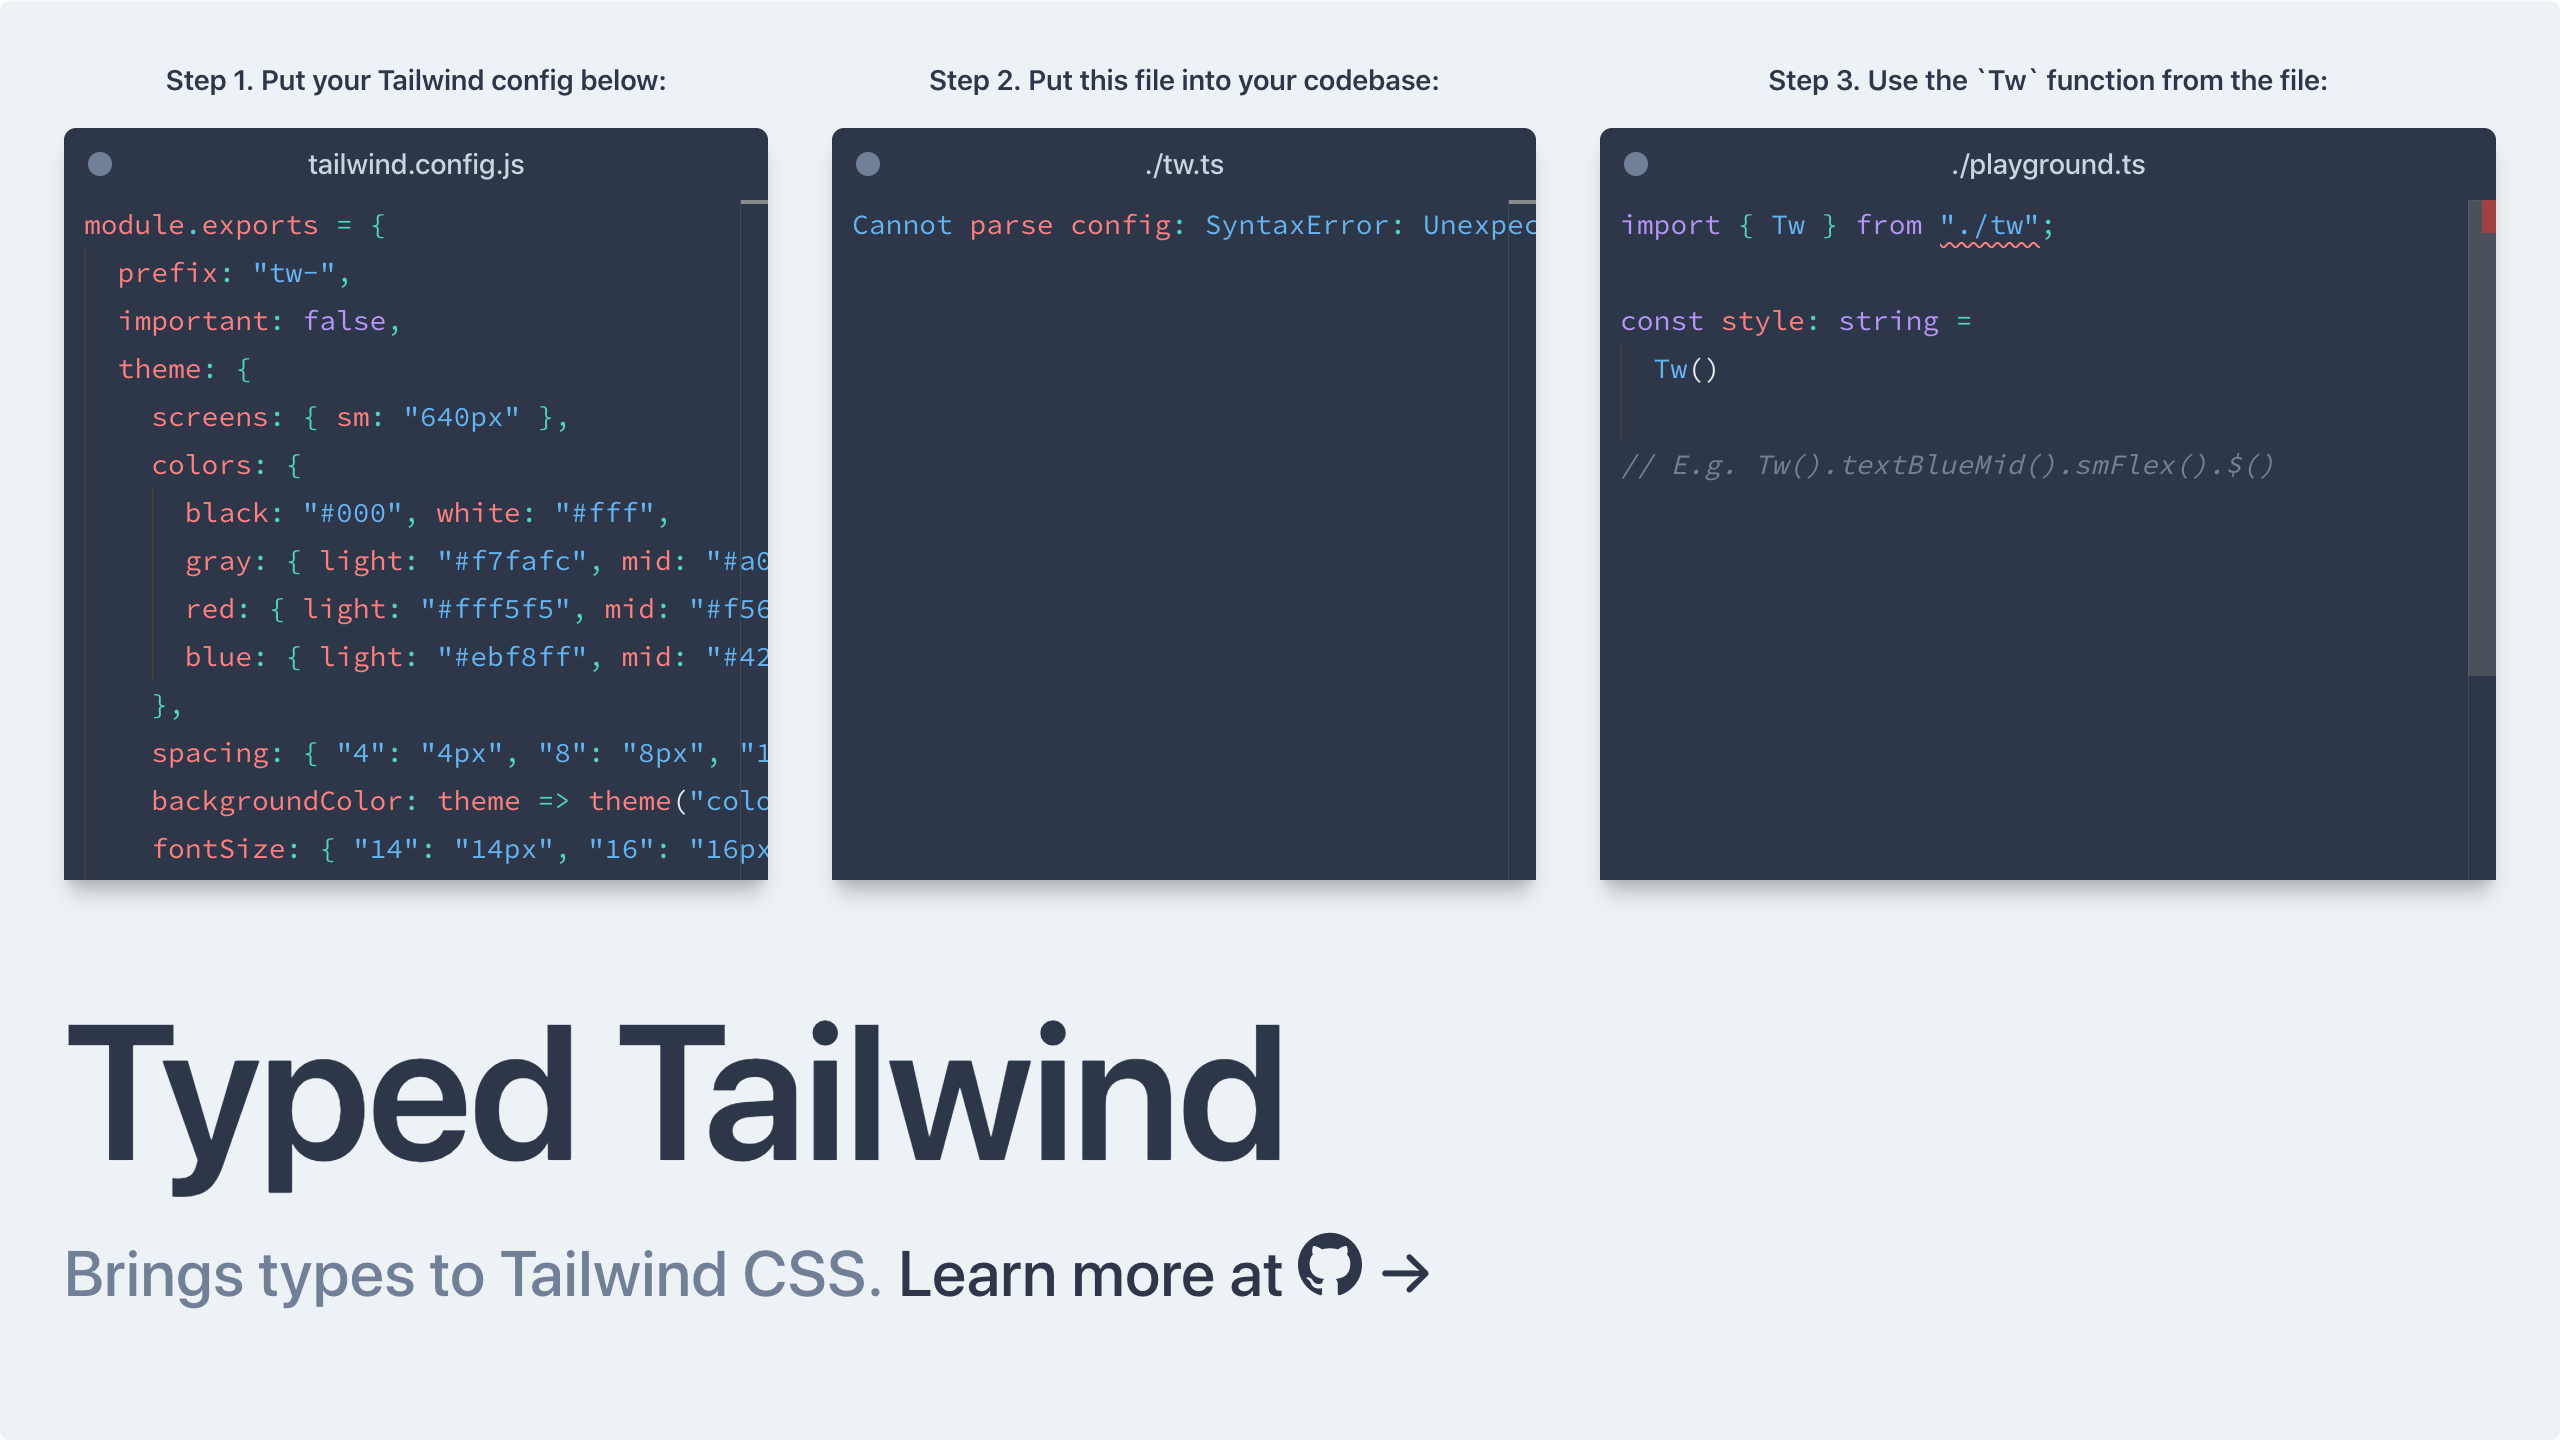 Step 1. Put your Tailwind config below:
tailwind.config.js
module.exports = {
  prefix: "tw-",
  important: false,
  theme: {
    screens: { sm: "640px" },
    colors: {
      black: "#000", white: "#fff",
      gray: { light: "#f7fafc", mid: "#a0
      red: { light: "#fff5f5", mid: "#f56
      blue: { light: "#ebf8ff", mid: "#42
    },
    spacing: { "4": "4px", "8": "8px", "1
    backgroundColor: theme => theme("colo
    fontSize: { "14": "14px", "16": "16px
Step 2. Put this file into your codebase:
./tw.ts
Cannot parse config: SyntaxError: Unexpec
Step 3. Use the `Tw` function from the file:
./playground.ts
import { Tw } from "./tw";
const style: string =
  Tw()
// E.g. Tw().textBlueMid().smFlex().$()
Typed Tailwind
Brings types to Tailwind CSS. Learn more at →